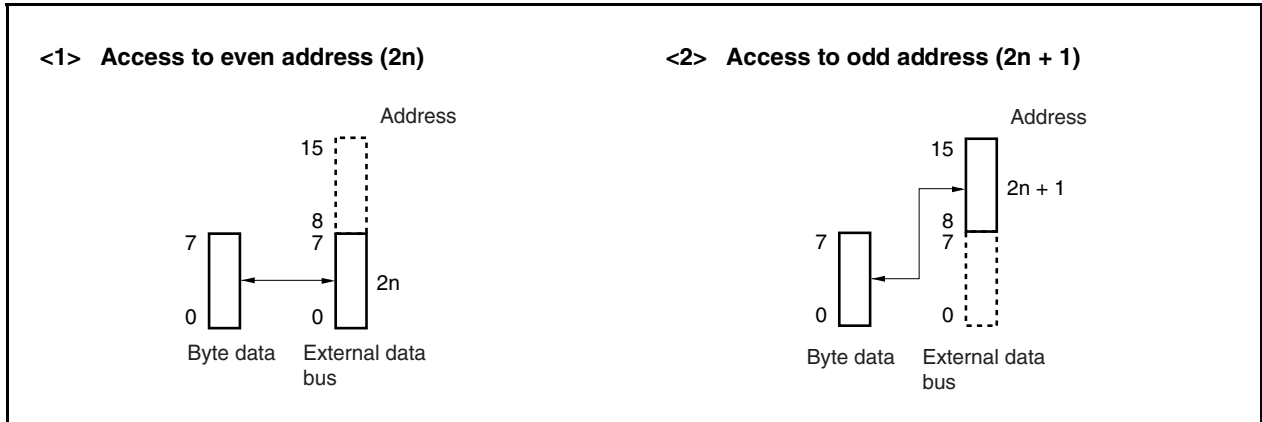 <1> Access to even address (2n)
Address
15
8
7
7
2n
0
0
Byte data
External data
bus
<2> Access to odd address (2n + 1)
Address
15
2n + 1
8
7
7
0
0
Byte data
External data
bus